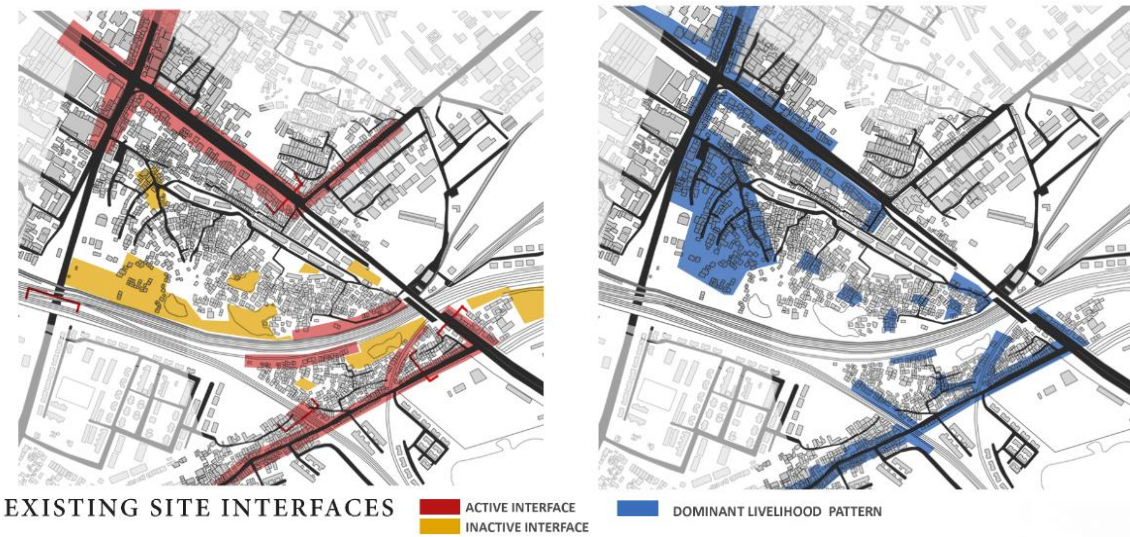 EXISTING SITE INTERFACES
ACTIVE INTERFACE
INACTIVE INTERFACE
DOMINANT LIVELIHOOD PATTERN